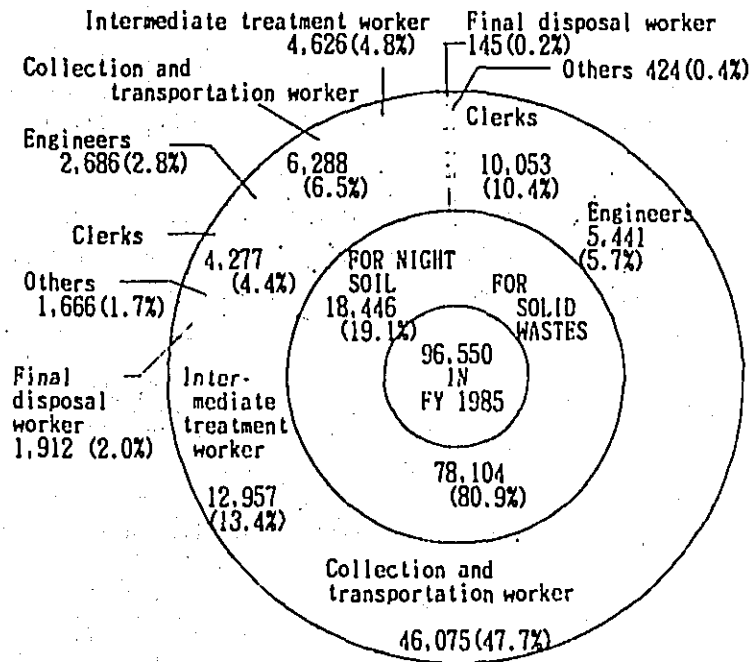 Intermediate treatment worker
4,626(4.8%)
Final disposal worker
145(0.2%)
Others 424(0.4%)
Collection and
transportation worker
6,288
(6.5%)
Clerks
10,053
(10.4%)
Engineers
2,686(2.8%)
Engineers
5,441
(5.7%)
Clerks
4,277
(4.4%)
Others
1,666(1.7%)
FOR NIGHT
SOIL
18,446
(19.1%)
FOR
SOLID
WASTES
96,550
IN
FY 1985
78,104
(80.9%)
Final
disposal
worker
1,912 (2.0%)
Inter-
mediate
treatment
worker
12,957
(13.4%)
Collection and
transportation worker
46,075(47.7%)